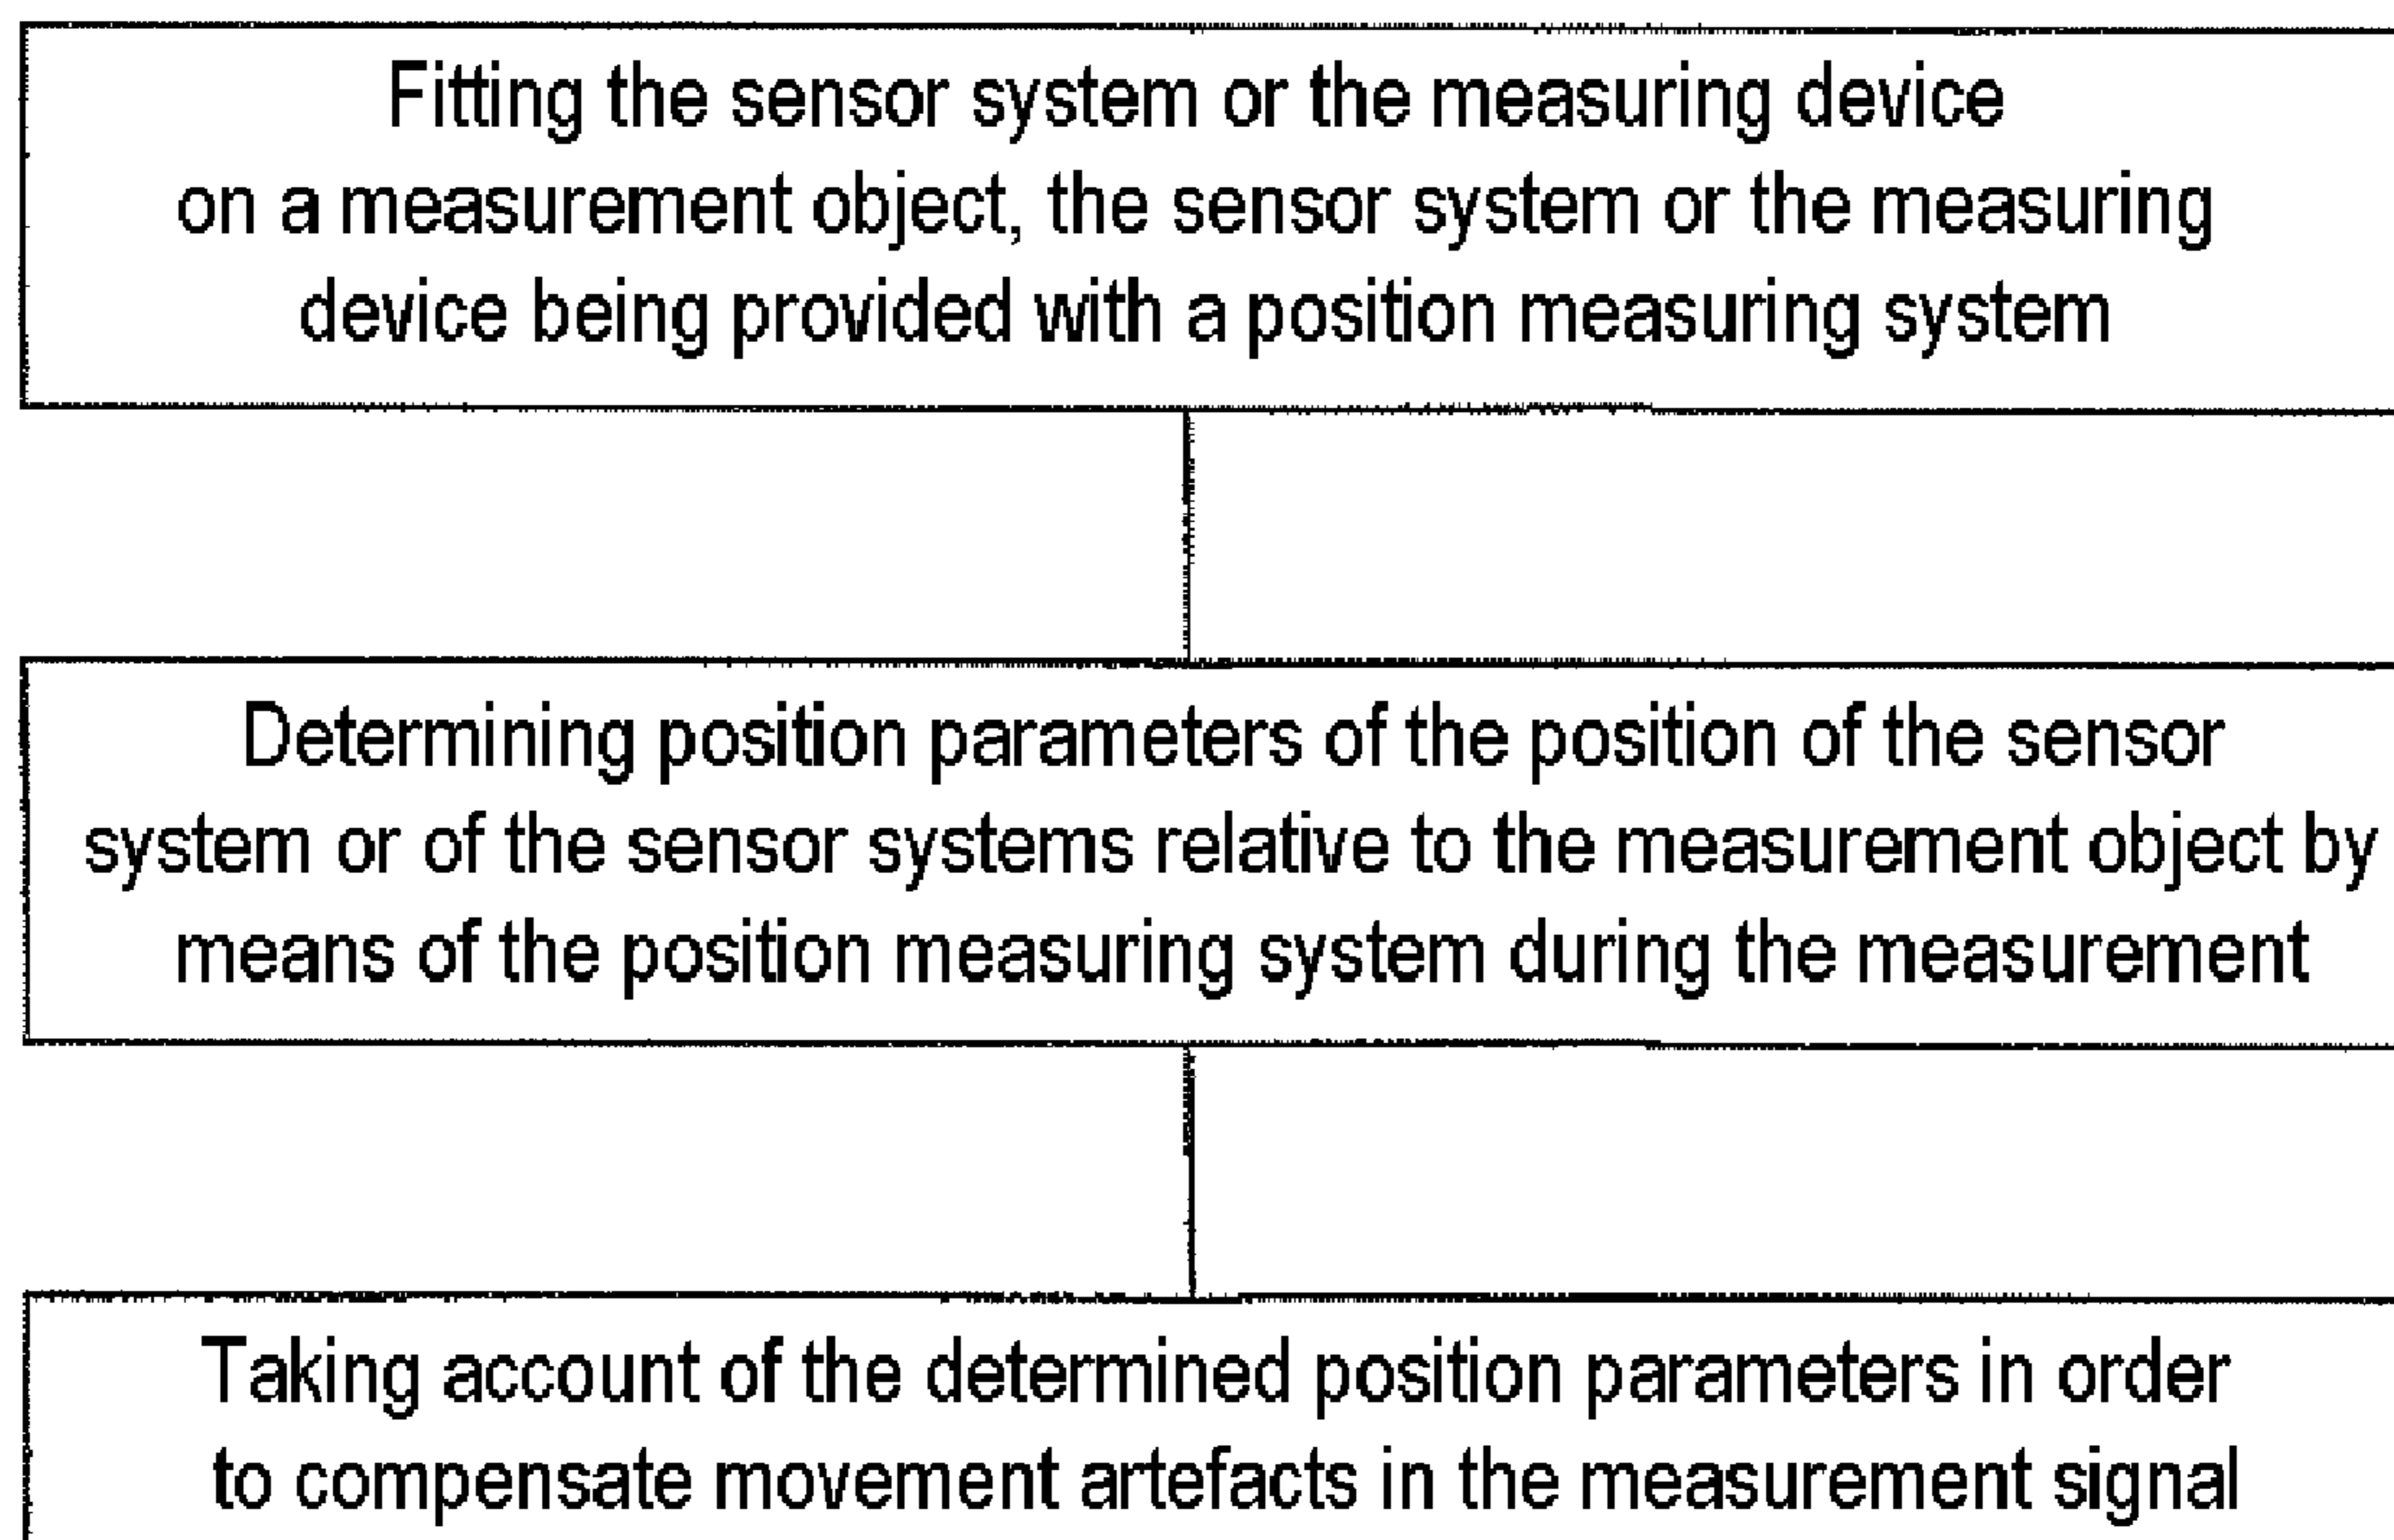 Fitting the sensor system or the measuring device
on a measurement object, the sensor system or the measuring
device being provided with a position measuring system
Determining position parameters of the position of the sensor
system or of the sensor systems relative to the measurement object by
means of the position measuring system during the measurement
Taking account of the determined position parameters in order
to compensate movement artefacts in the measurement signal